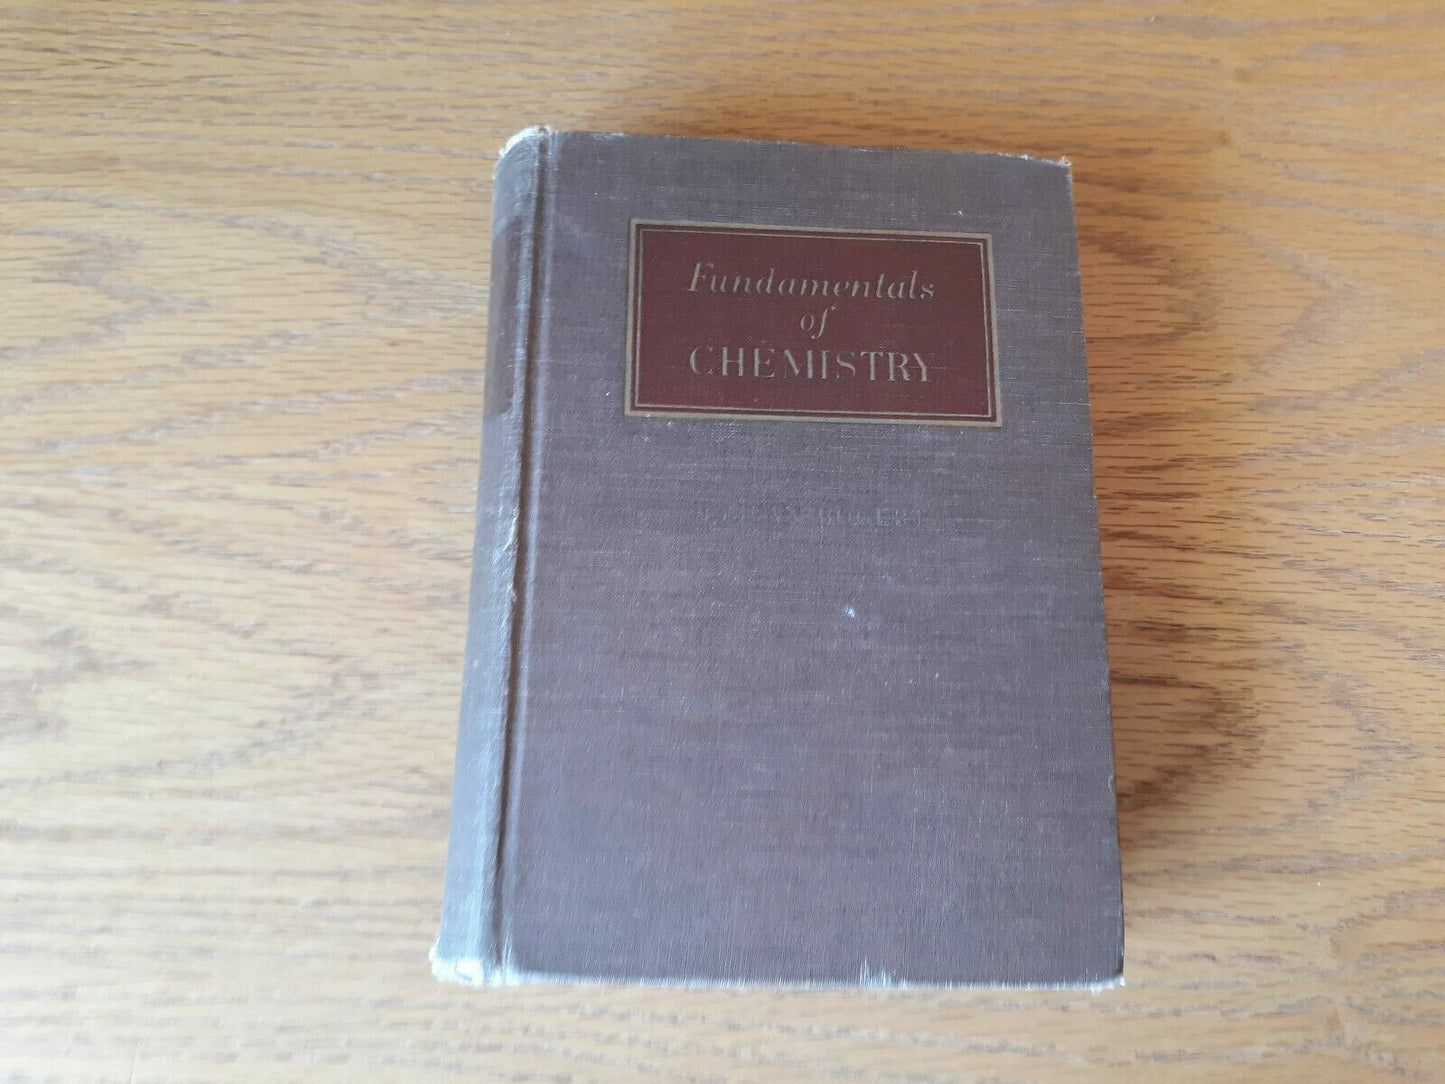 Fundamentals
of
CHEMISTRY